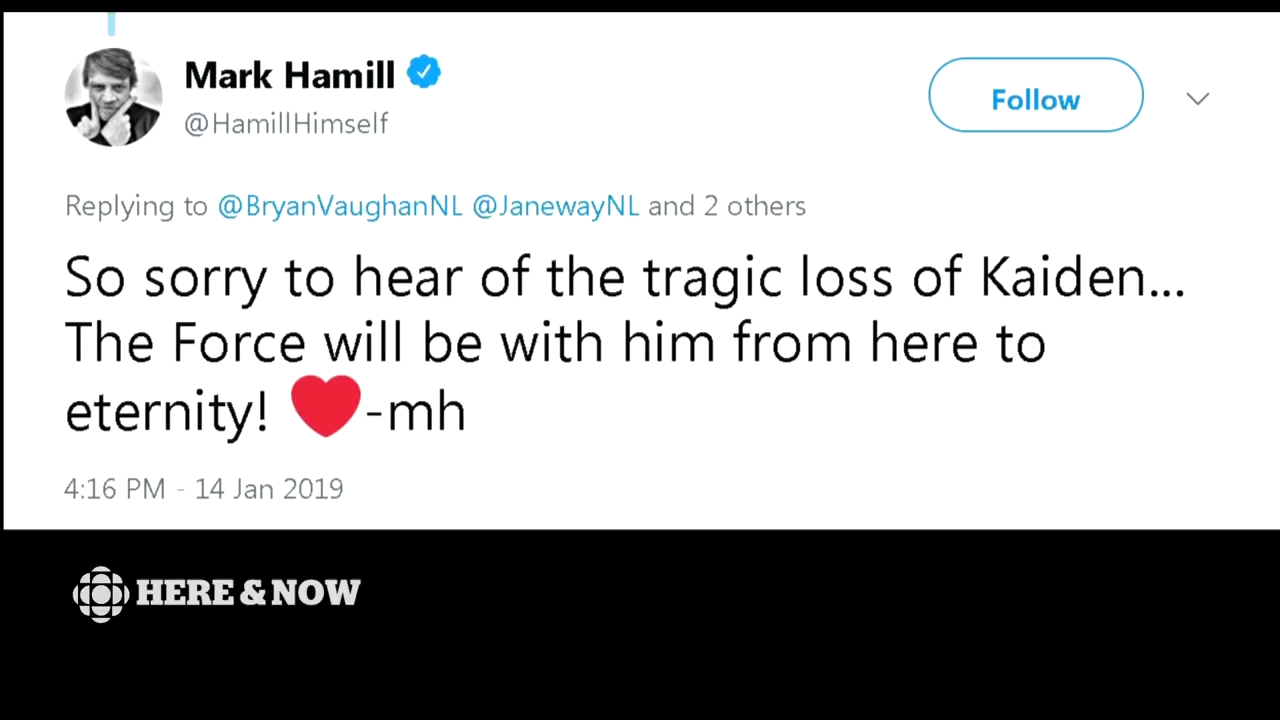 Mark Hamill
@HamillHimself
Follow
Replying to @BryanVaughanNL @JanewayNL and 2 others
So sorry to hear of the tragic loss of Kaiden...
The Force will be with him from here to
eternity! ❤-mh
4:16 PM - 14 Jan 2019
HERE & NOW